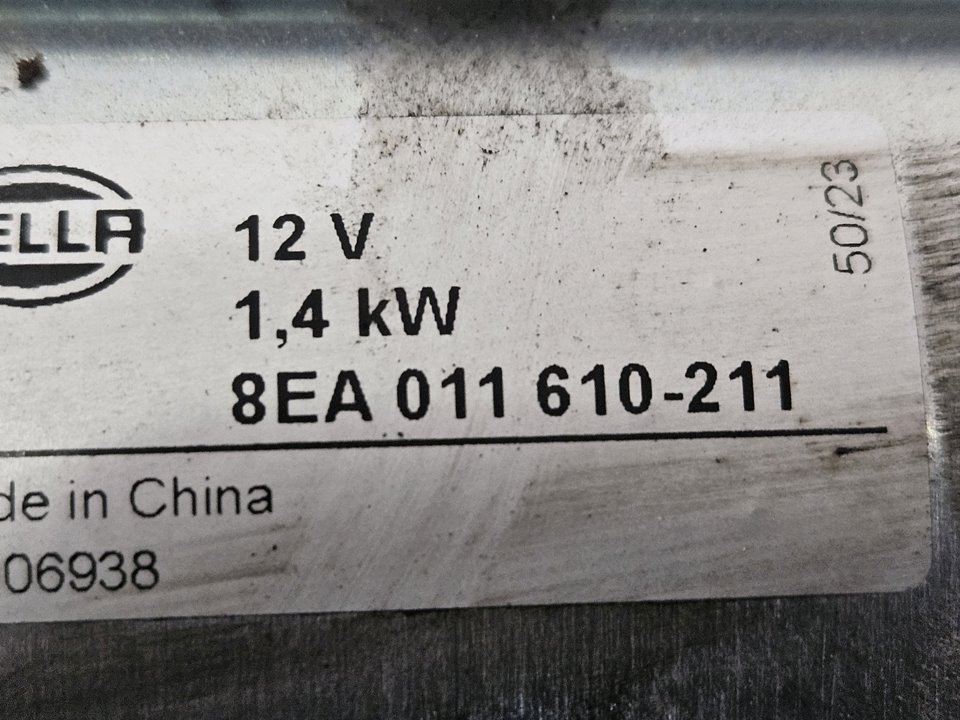 ELLA
12 V
1,4 kW
8EA 011 610-211
50/23
de in China
06938